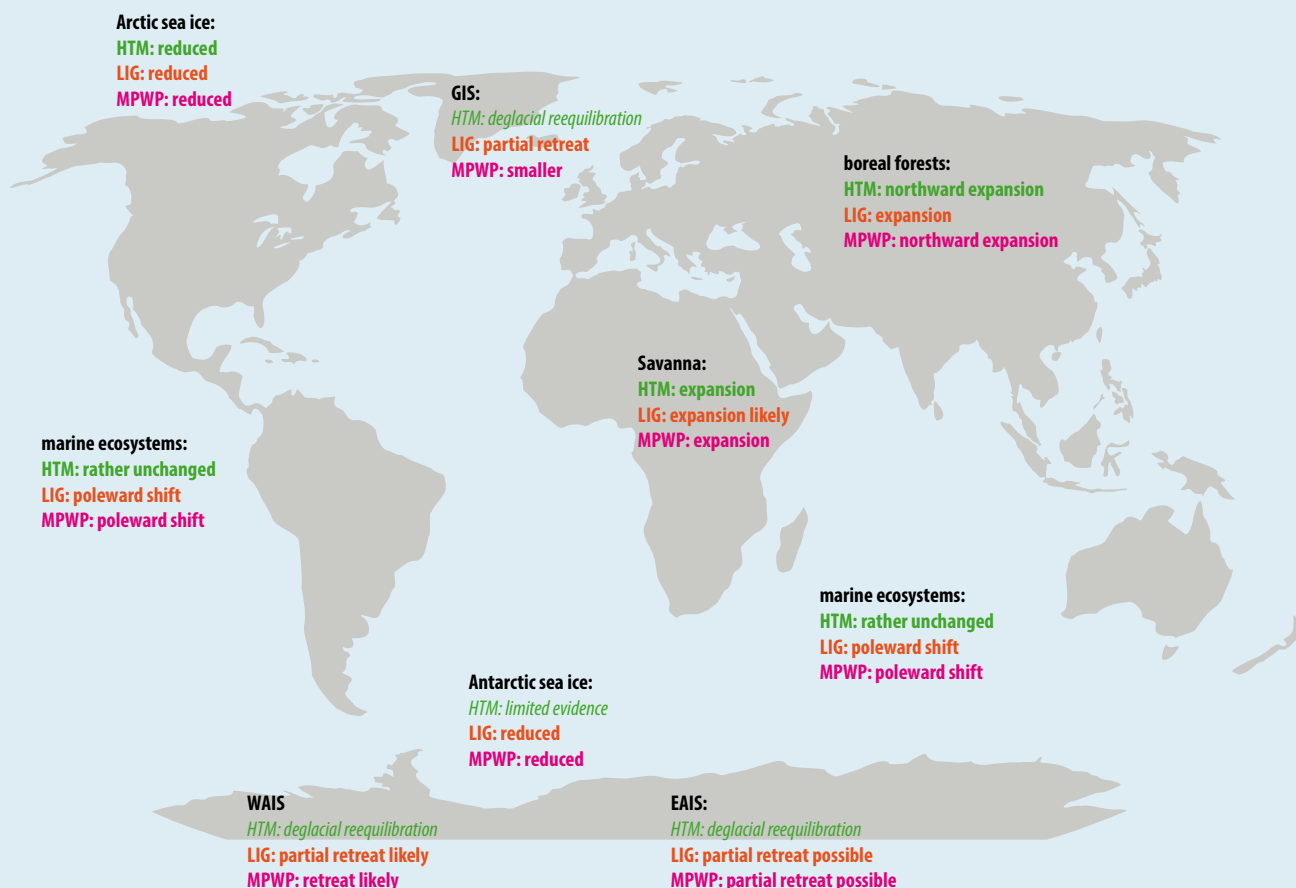 Arctic sea ice:
HTM: reduced
LIG: reduced
MPWP: reduced
GIS:
HTM: deglacial reequilibration
LIG: partial retreat
MPWP: smaller
boreal forests:
HTM: northward expansion
LIG: expansion
MPWP: northward expansion
Savanna:
HTM: expansion
LIG: expansion likely
MPWP: expansion
marine ecosystems:
HTM: rather unchanged
LIG: poleward shift
MPWP: poleward shift
marine ecosystems:
HTM: rather unchanged
LIG: poleward shift
MPWP: poleward shift
Antarctic sea ice:
HTM: limited evidence
LIG: reduced
MPWP: reduced
WAIS
HTM: deglacial reequilibration
LIG: partial retreat likely
MPWP: retreat likely
EAIS:
HTM: deglacial reequilibration
LIG: partial retreat possible
MPWP: partial retreat possible